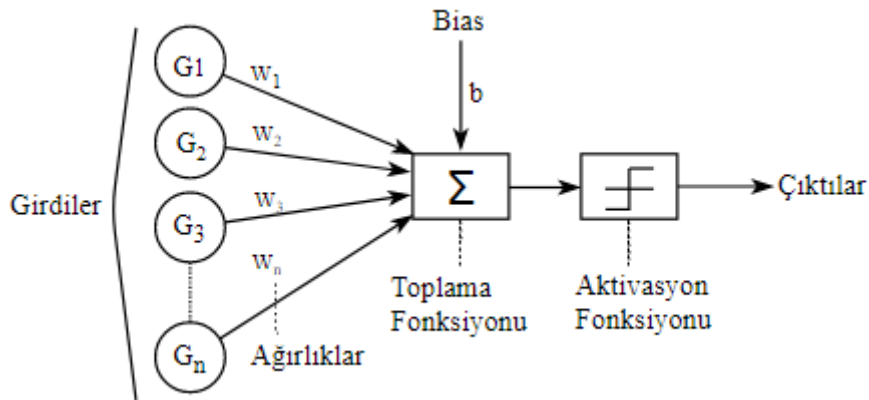 Bias
b
G1
W1
G2
W2
Girdiler
G3
W3
Σ
Çıktılar
Gn
Wn
Ağırlıklar
Toplama
Fonksiyonu
Aktivasyon
Fonksiyonu